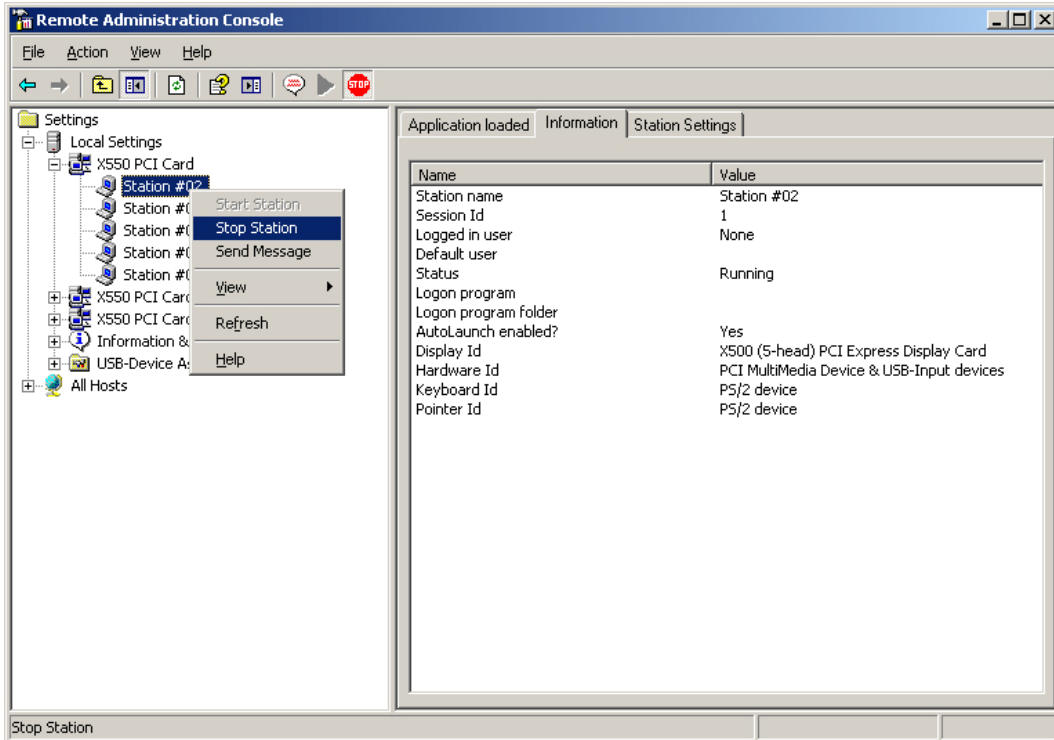 Remote Administration Console
File Action View Help
STOP
Settings
Local Settings
X550 PCI Card
Station #02
Station #0
Station #0
Station #0
Station #0
X550 PCI Card
X550 PCI Card
Information &
USB-Device As
All Hosts
Start Station
Stop Station
Send Message
View
Refresh
Help
Application loaded Information Station Settings
Name Value
Station name Station #02
Session Id 1
Logged in user None
Default user
Status Running
Logon program
Logon program folder
AutoLaunch enabled? Yes
Display Id X500 (5-head) PCI Express Display Card
Hardware Id PCI MultiMedia Device & USB-Input devices
Keyboard Id PS/2 device
Pointer Id PS/2 device
Stop Station